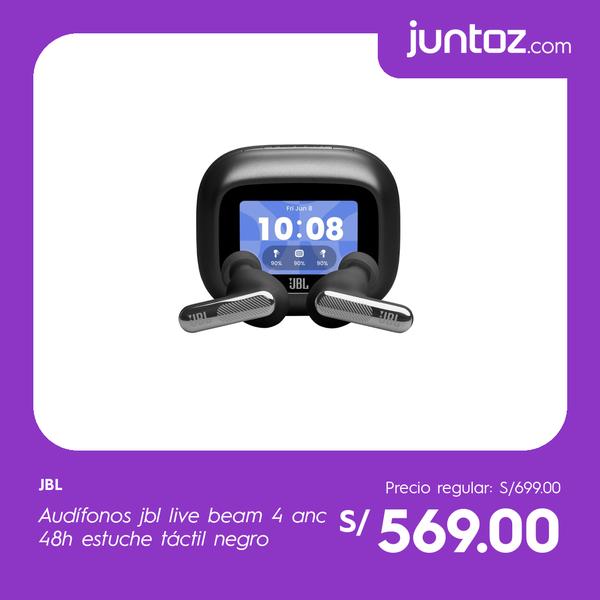 juntoz.com
Fri Jun 8
10:08
90% 90% 90%
JBL
JBL JBL
JBL
Precio regular: S/699.00
Audífonos jbl live beam 4 anc
48h estuche táctil negro
S/ 569.00